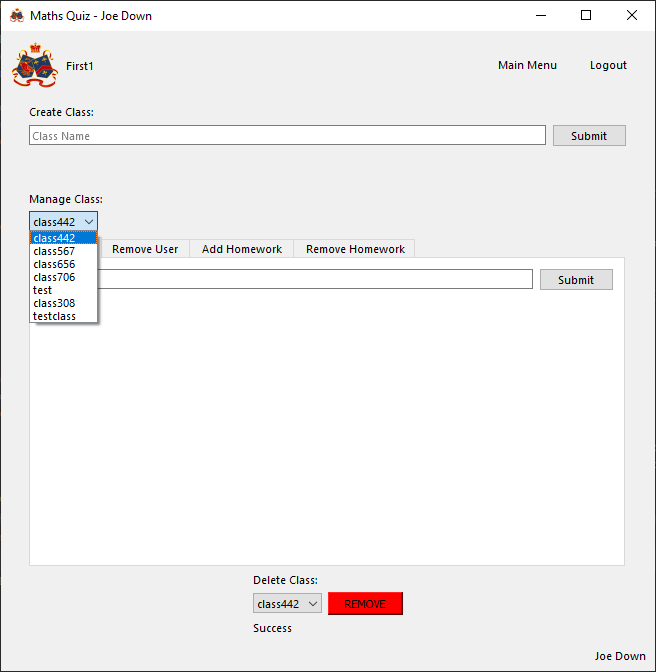 Maths Quiz - Joe Down
First1
Main Menu
Logout
Create Class:
Class Name
Submit
Manage Class:
class442
class442
class567
class656
class706
test
class308
testclass
Remove User
Add Homework
Remove Homework
Submit
Delete Class:
class442
REMOVE
Success
Joe Down